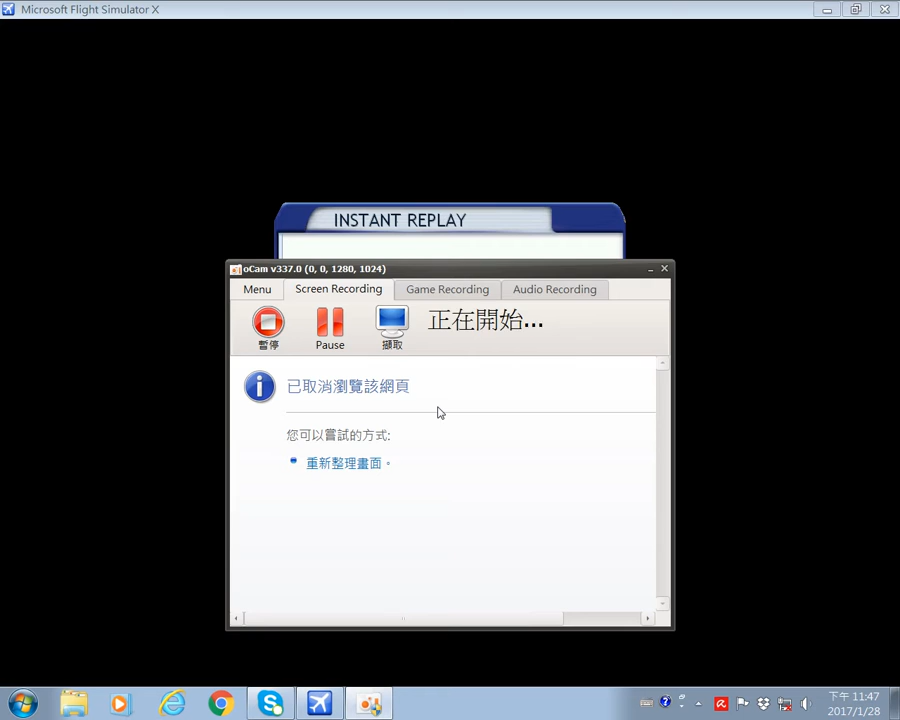 Microsoft Flight Simulator X
INSTANT REPLAY
oCam v337.0 (0, 0, 1280, 1024)
Menu
Screen Recording
Game Recording
Audio Recording
暫停
Pause
擷取
正在開始...
已取消瀏覽該網頁
您可以嘗試的方式:
重新整理畫面。
下午 11:47
2017/1/28